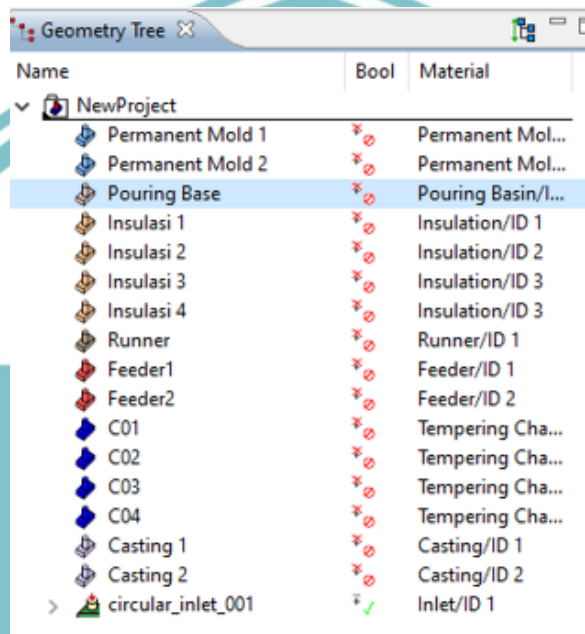 Geometry Tree
Name Bool Material
NewProject
Permanent Mold 1 Permanent Mol...
Permanent Mold 2 Permanent Mol...
Pouring Base Pouring Basin/I...
Insulasi 1 Insulation/ID 1
Insulasi 2 Insulation/ID 2
Insulasi 3 Insulation/ID 3
Insulasi 4 Insulation/ID 3
Runner Runner/ID 1
Feeder1 Feeder/ID 1
Feeder2 Feeder/ID 2
C01 Tempering Cha...
C02 Tempering Cha...
C03 Tempering Cha...
C04 Tempering Cha...
Casting 1 Casting/ID 1
Casting 2 Casting/ID 2
circular_inlet_001 Inlet/ID 1